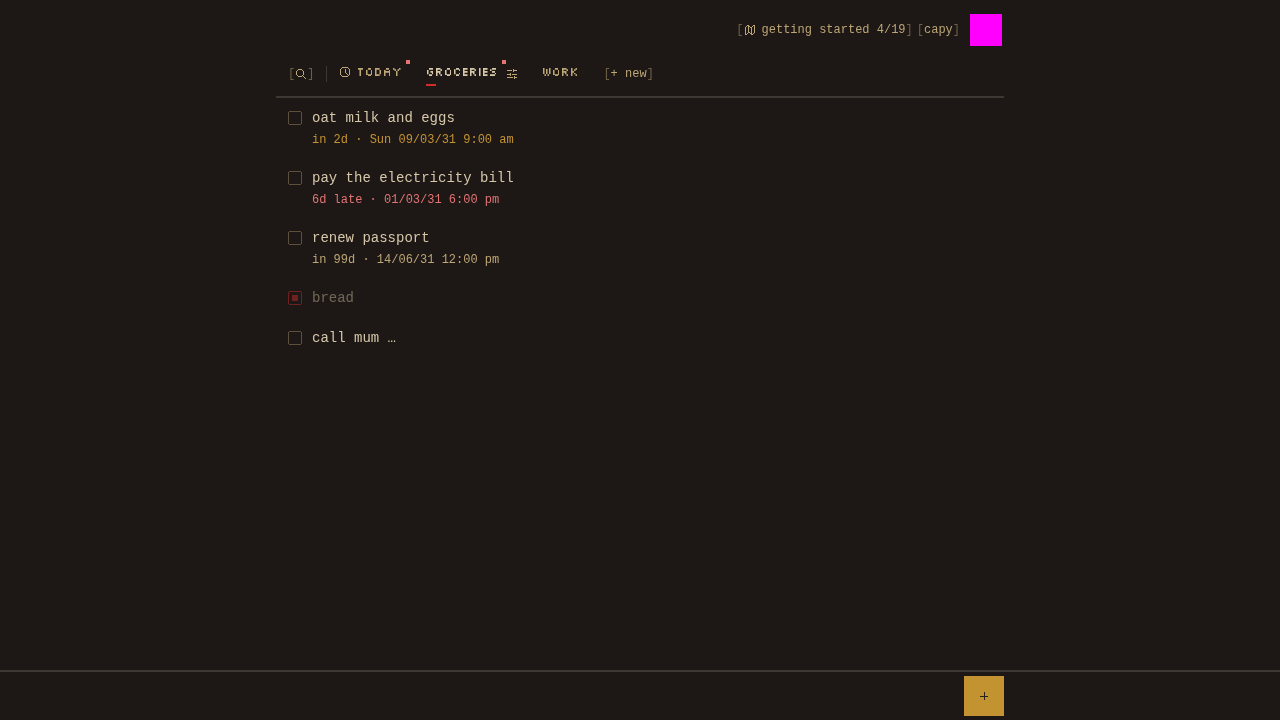 [getting started 4/19] [capy]
[] TODAY GROCERIES WORK [+ new]
oat milk and eggs
in 2d · Sun 09/03/31 9:00 am
pay the electricity bill
6d late · 01/03/31 6:00 pm
renew passport
in 99d · 14/06/31 12:00 pm
bread
call mum …
+